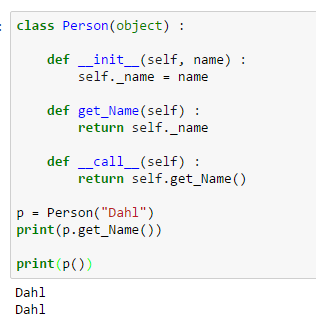 class Person(object) :
    def __init__(self, name) :
        self._name = name
    def get_Name(self) :
        return self._name
    def __call__(self) :
        return self.get_Name()
p = Person("Dahl")
print(p.get_Name())
print(p())
Dahl
Dahl